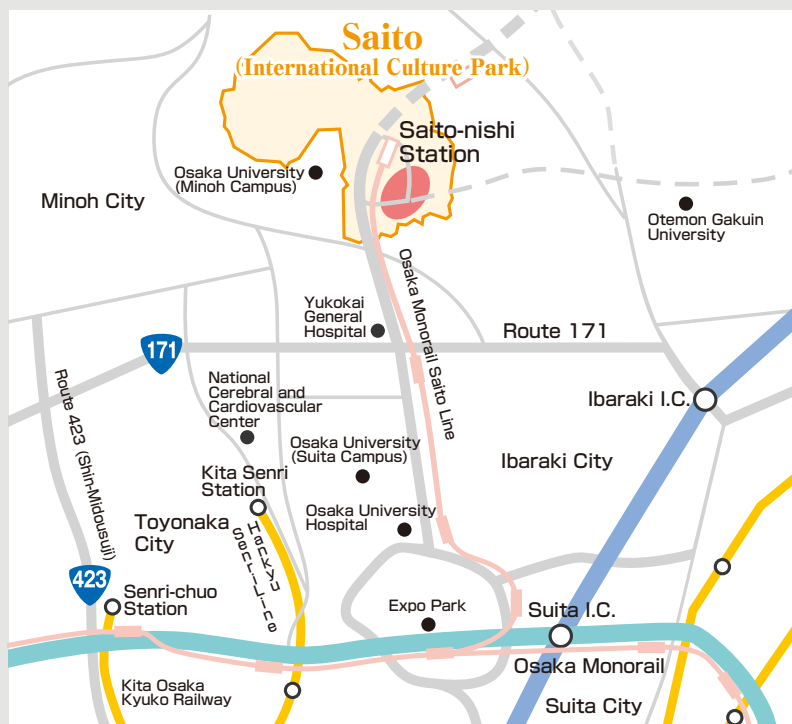 Saito
(International Culture Park)
Saito-nishi
Station
Osaka University
(Minoh Campus)
Minoh City
Otemon Gakuin
University
Osaka Monorail Saito Line
Yukokai
General
Hospital
Route 171
171
Route 423 (Shin-Midousuji)
National
Cerebral and
Cardiovascular
Center
Ibaraki I.C.
Osaka University
(Suita Campus)
Ibaraki City
Kita Senri
Station
Osaka University
Hospital
Toyonaka
City
Hankyu
Senri Line
423
Senri-chuo
Station
Expo Park
Suita I.C.
Osaka Monorail
Kita Osaka
Kyuko Railway
Suita City